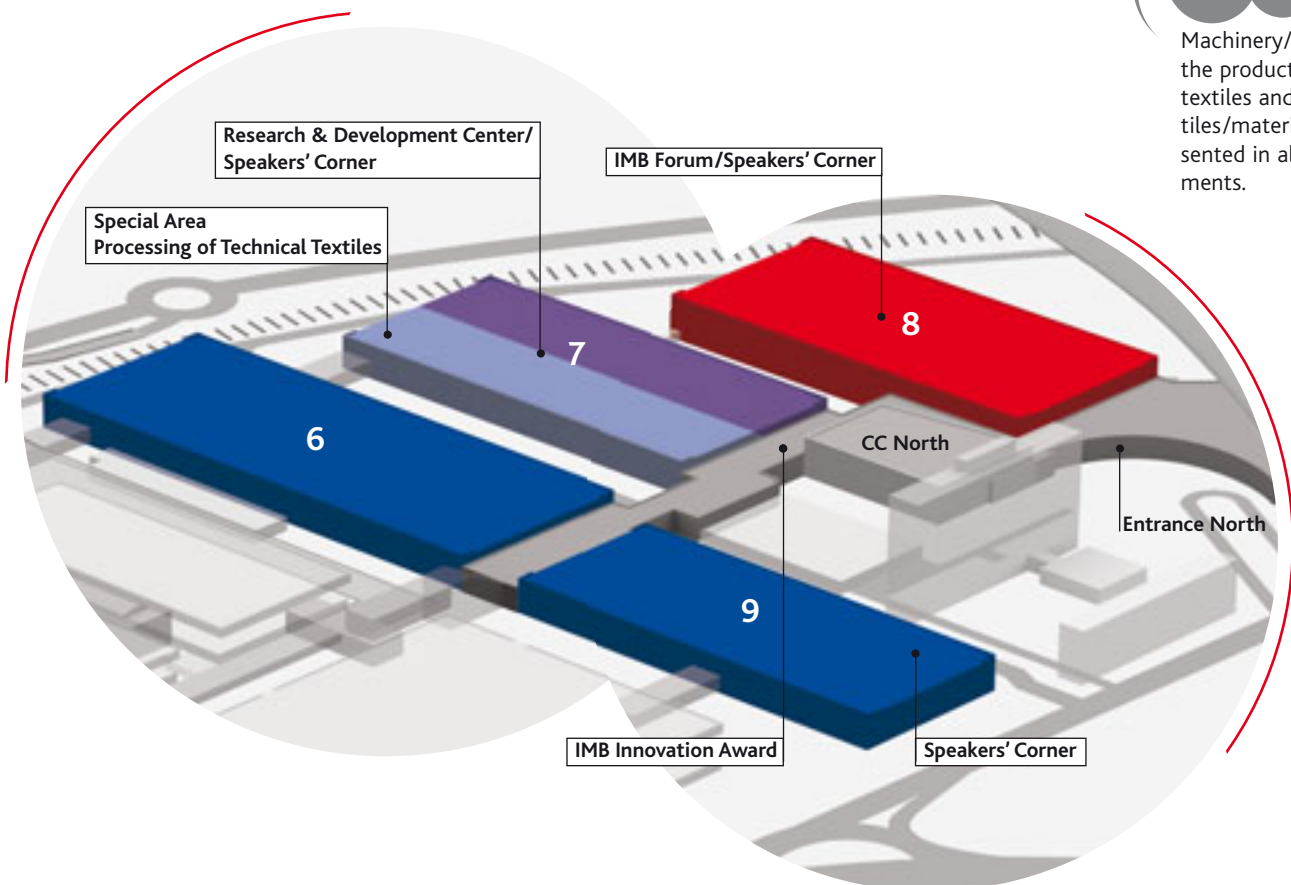 Machinery/
the product
textiles and
tiles/materi
sented in al
ments.
Research & Development Center/
Speakers' Corner
IMB Forum/Speakers' Corner
Special Area
Processing of Technical Textiles
8
7
6
CC North
Entrance North
9
IMB Innovation Award
Speakers' Corner